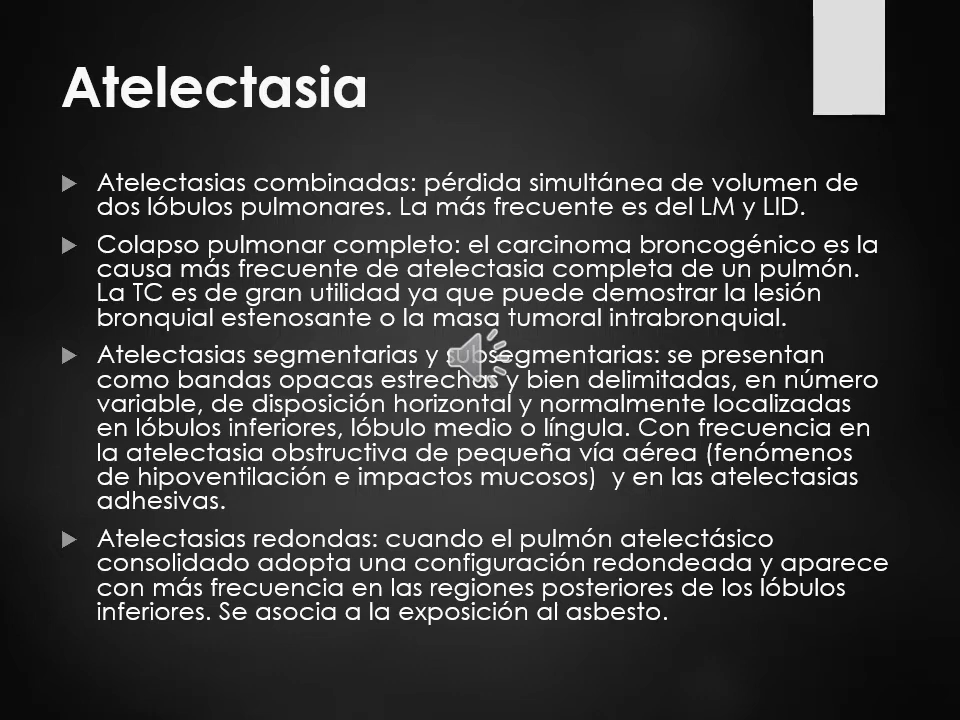 Atelectasia
Atelectasias combinadas: pérdida simultánea de volumen de
dos lóbulos pulmonares. La más frecuente es del LM y LID.
Colapso pulmonar completo: el carcinoma broncogénico es la
causa más frecuente de atelectasia completa de un pulmón.
La TC es de gran utilidad ya que puede demostrar la lesión
bronquial estenosante o la masa tumoral intrabronquial.
Atelectasias segmentarias y subsegmentarias: se presentan
como bandas opacas estrechas y bien delimitadas, en número
variable, de disposición horizontal y normalmente localizadas
en lóbulos inferiores, lóbulo medio o língula. Con frecuencia en
la atelectasia obstructiva de pequeña vía aérea (fenómenos
de hipoventilación e impactos mucosos) y en las atelectasias
adhesivas.
Atelectasias redondas: cuando el pulmón atelectásico
consolidado adopta una configuración redondeada y aparece
con más frecuencia en las regiones posteriores de los lóbulos
inferiores. Se asocia a la exposición al asbesto.